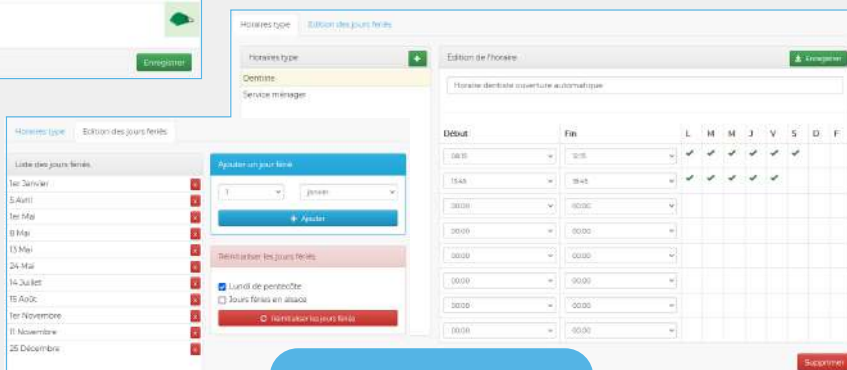 Enregistrer
Horaires type Edition des jours feriés
Horaires type
Dentiste
Service ménager
Edition de l'horaire
Enregistrer
Horaire dentiste ouverture automatique
Début Fin L M M J V S D F
08:15 12:15
13:45 18:45
00:00 00:00
00:00 00:00
00:00 00:00
00:00 00:00
00:00 00:00
00:00 00:00
Supprimer
Horaires type Edition des jours feriés
Liste des jours feriés
1er Janvier
5 Avril
1er Mai
8 Mai
13 Mai
24 Mai
14 Juillet
15 Août
1er Novembre
11 Novembre
25 Décembre
Ajouter un jour férié
1 janvier
+ Ajouter
Réinitialiser les jours fériés
Lundi de pentecôte
Jours fériés en alsace
Réinitialiser les jours fériés